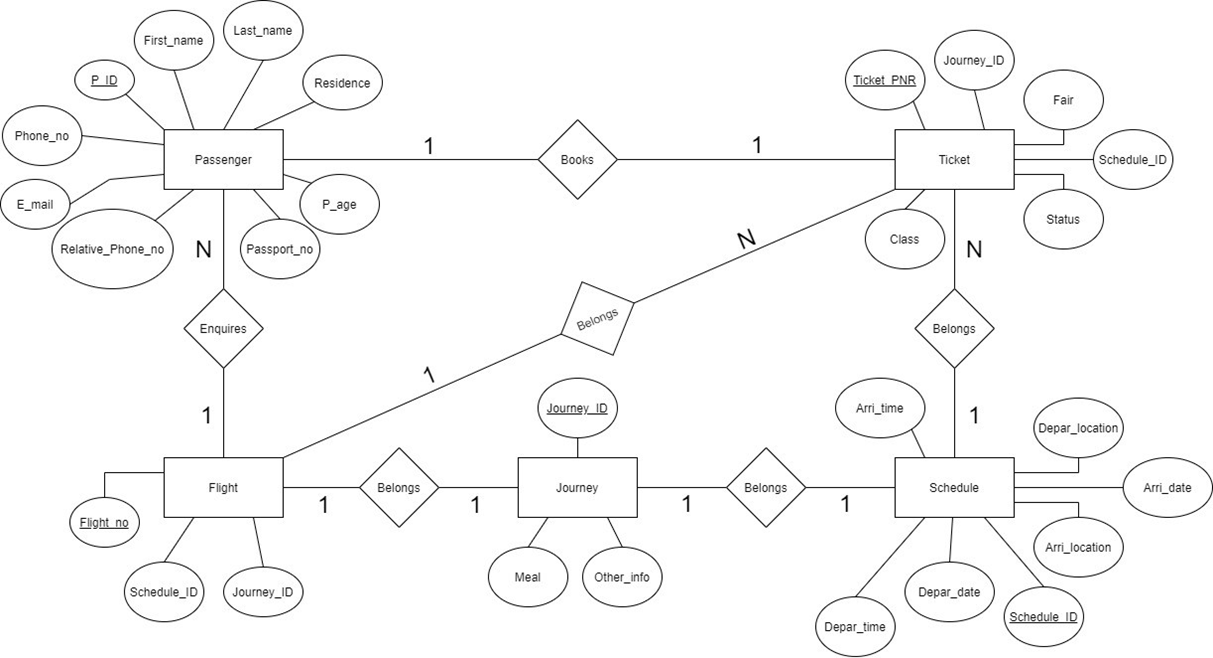 Last_name
First_name
P_ID
Residence
Phone_no
Passenger
E_mail
P_age
Relative_Phone_no
Passport_no
1
Books
1
Ticket_PNR
Journey_ID
Fair
Ticket
Schedule_ID
Status
Class
N
Enquires
1
N
Belongs
1
N
Belongs
1
Flight
Flight_no
Schedule_ID
Journey_ID
1
Belongs
1
Journey_ID
Journey
Meal
Other_info
1
Belongs
1
Arri_time
Depar_location
Schedule
Arri_date
Arri_location
Depar_date
Schedule_ID
Depar_time